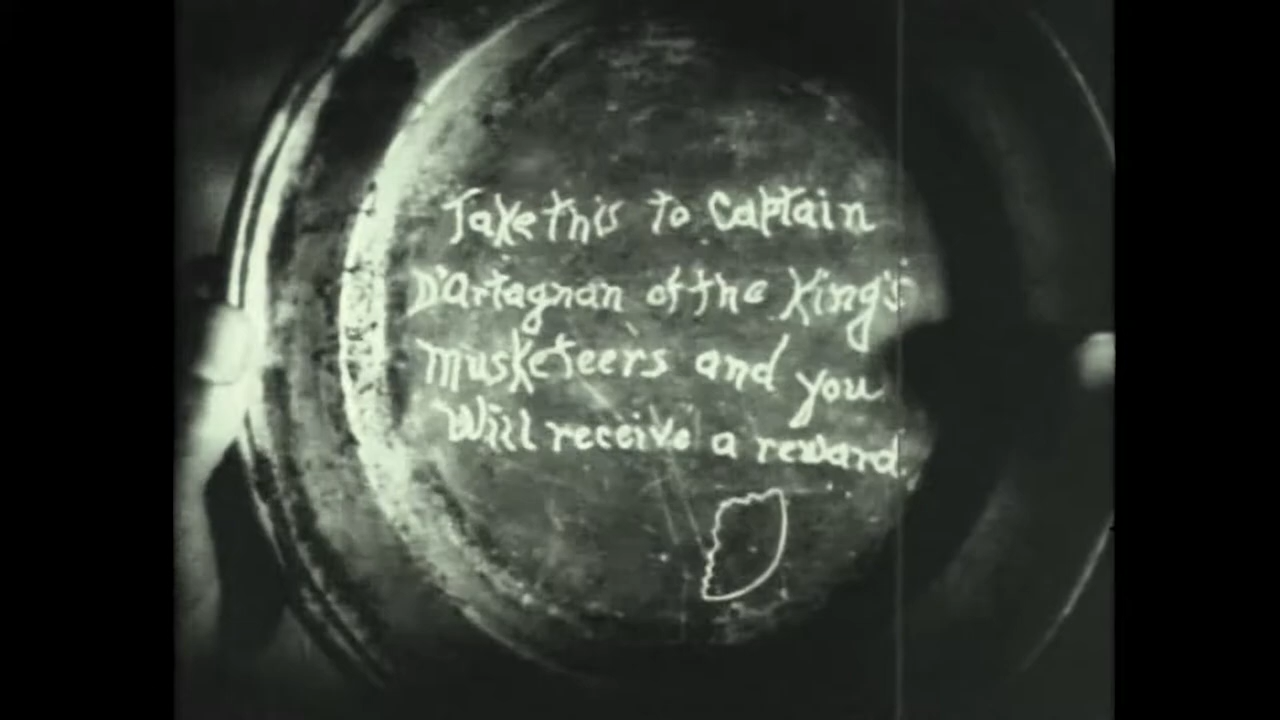 Take this to Captain
D'Artagnan of the King's
Musketeers and you
Will receive a reward.